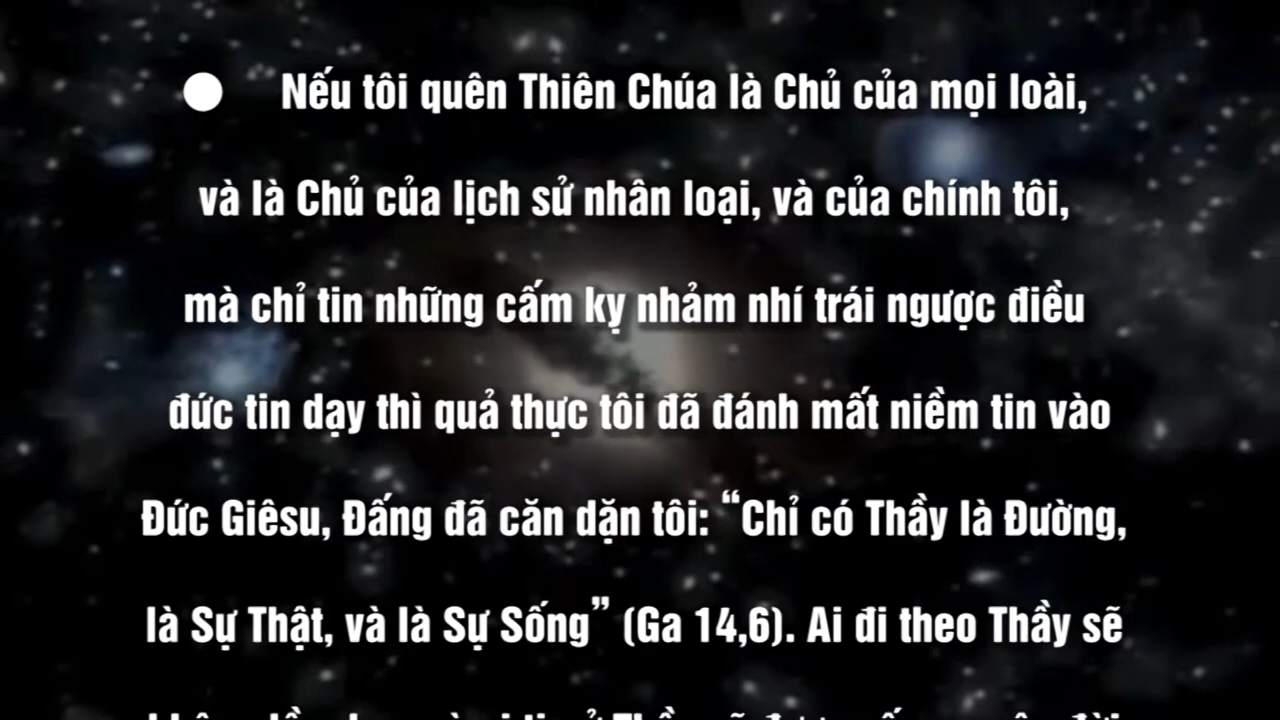 ● Nếu tôi quên Thiên Chúa là Chủ của mọi loài,
và là Chủ của lịch sử nhân loại, và của chính tôi,
mà chỉ tin những cấm kỵ nhảm nhí trái ngược điều
đức tin dạy thì quả thực tôi đã đánh mất niềm tin vào
Đức Giêsu, Đấng đã căn dặn tôi: “Chỉ có Thầy là Đường,
là Sự Thật, và là Sự Sống” (Ga 14,6). Ai đi theo Thầy sẽ